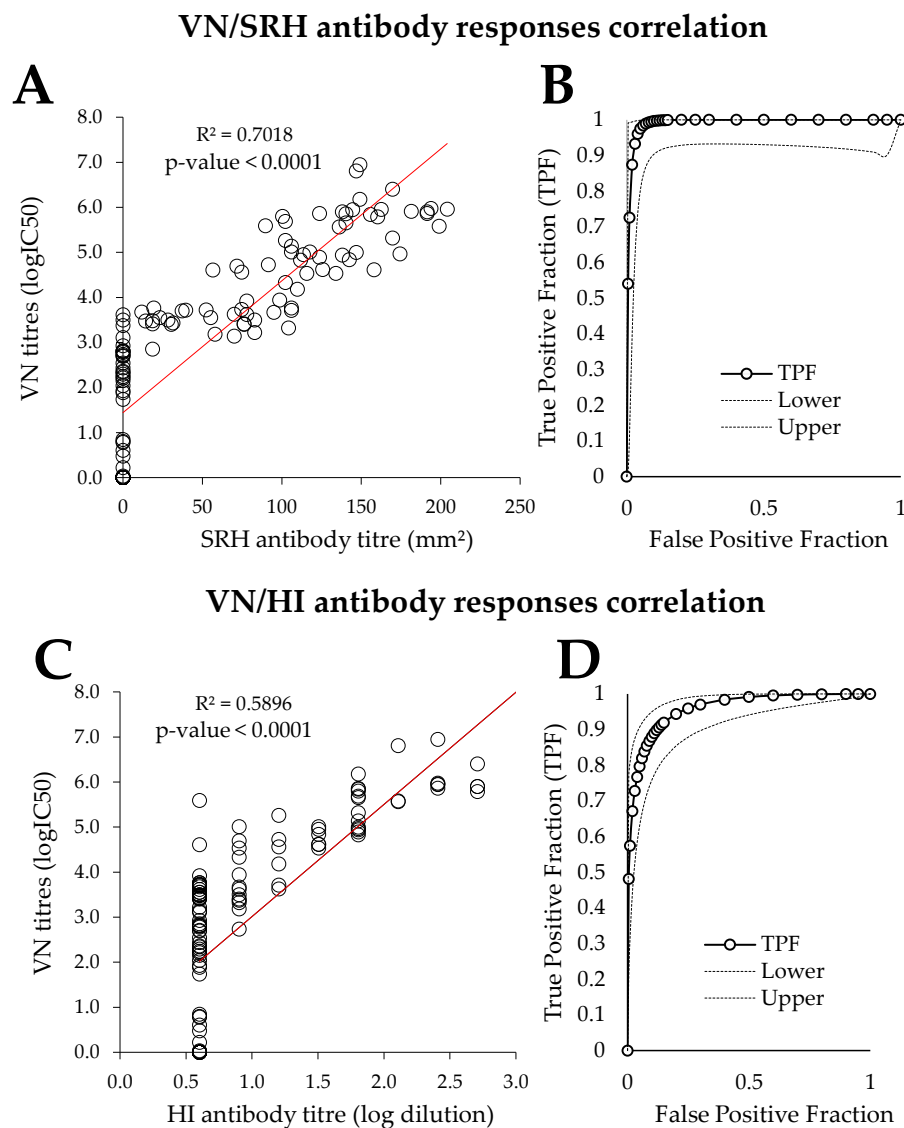 VN/SRH antibody responses correlation
A
R² = 0.7018
p-value < 0.0001
VN titres (logIC50)
8.0
7.0
6.0
5.0
4.0
3.0
2.0
1.0
0.0
0 50 100 150 200 250
SRH antibody titre (mm²)
B
True Positive Fraction (TPF)
1
0.9
0.8
0.7
0.6
0.5
0.4
0.3
0.2
0.1
0
TPF
Lower
Upper
0 0.5 1
False Positive Fraction
VN/HI antibody responses correlation
C
R² = 0.5896
p-value < 0.0001
VN titres (logIC50)
8.0
7.0
6.0
5.0
4.0
3.0
2.0
1.0
0.0
0.0 0.5 1.0 1.5 2.0 2.5 3.0
HI antibody titre (log dilution)
D
True Positive Fraction (TPF)
1
0.9
0.8
0.7
0.6
0.5
0.4
0.3
0.2
0.1
0
TPF
Lower
Upper
0 0.5 1
False Positive Fraction